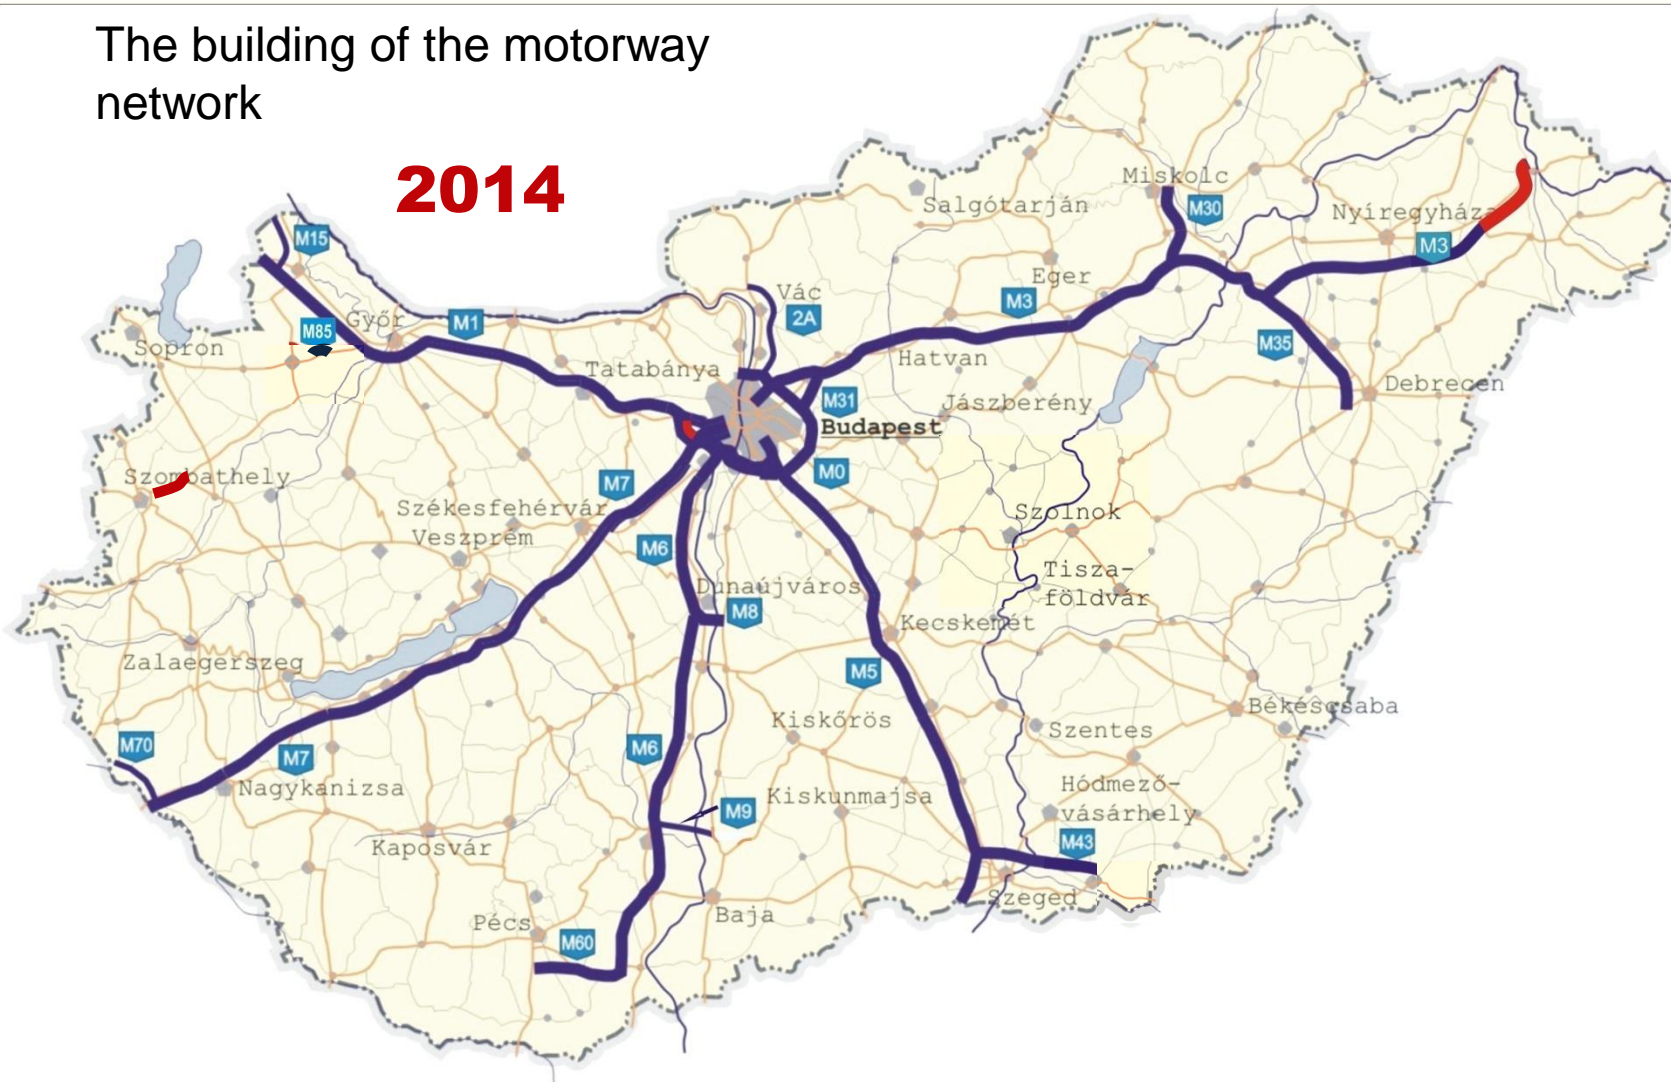 The building of the motorway
network
2014
Miskolc
Salgótarján
M30
Nyíregyháza
M15
M3
Eger
Vác
M3
Győr
M1
2A
M85
Sopron
M35
Hatvan
Tatabánya
Debrecen
M31
Jászberény
Budapest
Szombathely
M0
M7
Székesfehérvár
Szolnok
Veszprém
M6
Tisza-
földvár
Dunaújváros
M8
Kecskemét
Zalaegerszeg
M5
Békéscsaba
Kiskőrös
Szentes
M70
M6
M7
Nagykanizsa
Hódmező-
vásárhely
Kiskunmajsa
M9
M43
Kaposvár
Szeged
Baja
Pécs
M60